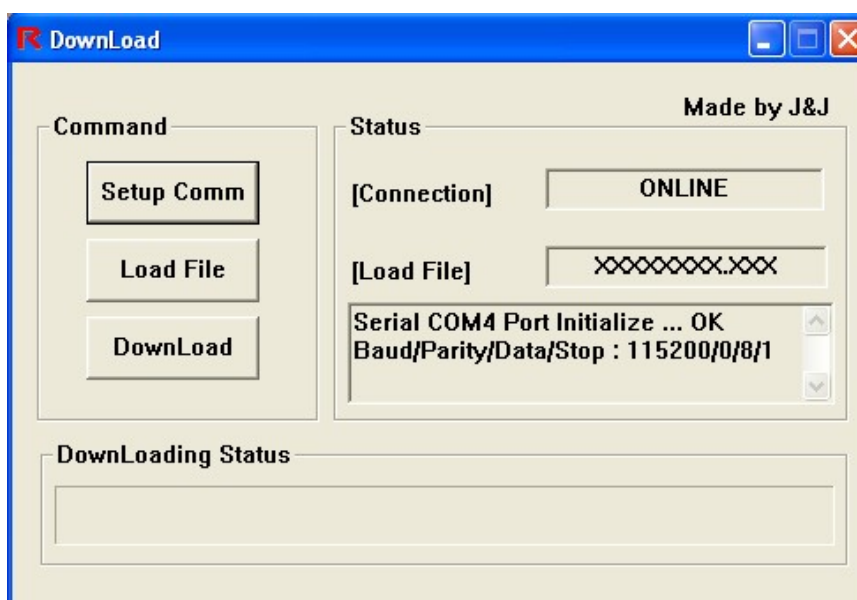 R DownLoad
Made by J&J
Command
Setup Comm
Load File
DownLoad
Status
[Connection]
ONLINE
[Load File]
XXXXXXXX.XXX
Serial COM4 Port Initialize ... OK
Baud/Parity/Data/Stop : 115200/0/8/1
DownLoading Status